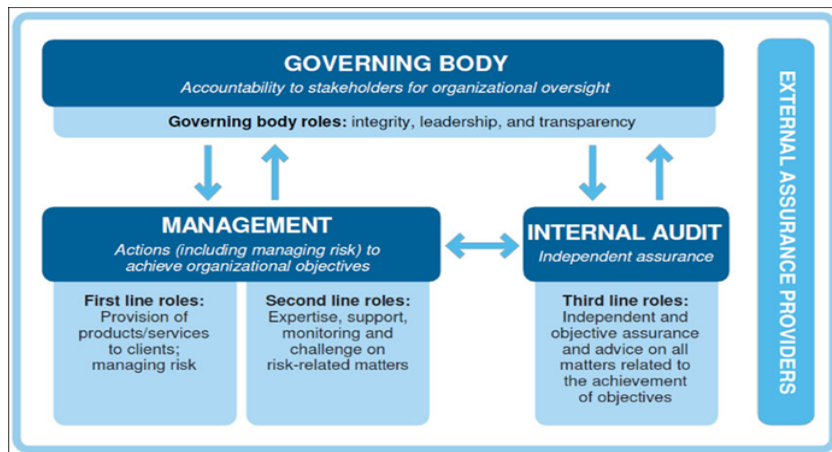 GOVERNING BODY
Accountability to stakeholders for organizational oversight
Governing body roles: integrity, leadership, and transparency
MANAGEMENT
Actions (including managing risk) to
achieve organizational objectives
First line roles:
Provision of
products/services
to clients;
managing risk
Second line roles:
Expertise, support,
monitoring and
challenge on
risk-related matters
INTERNAL AUDIT
Independent assurance
Third line roles:
Independent and
objective assurance
and advice on all
matters related to
the achievement
of objectives
EXTERNAL ASSURANCE PROVIDERS